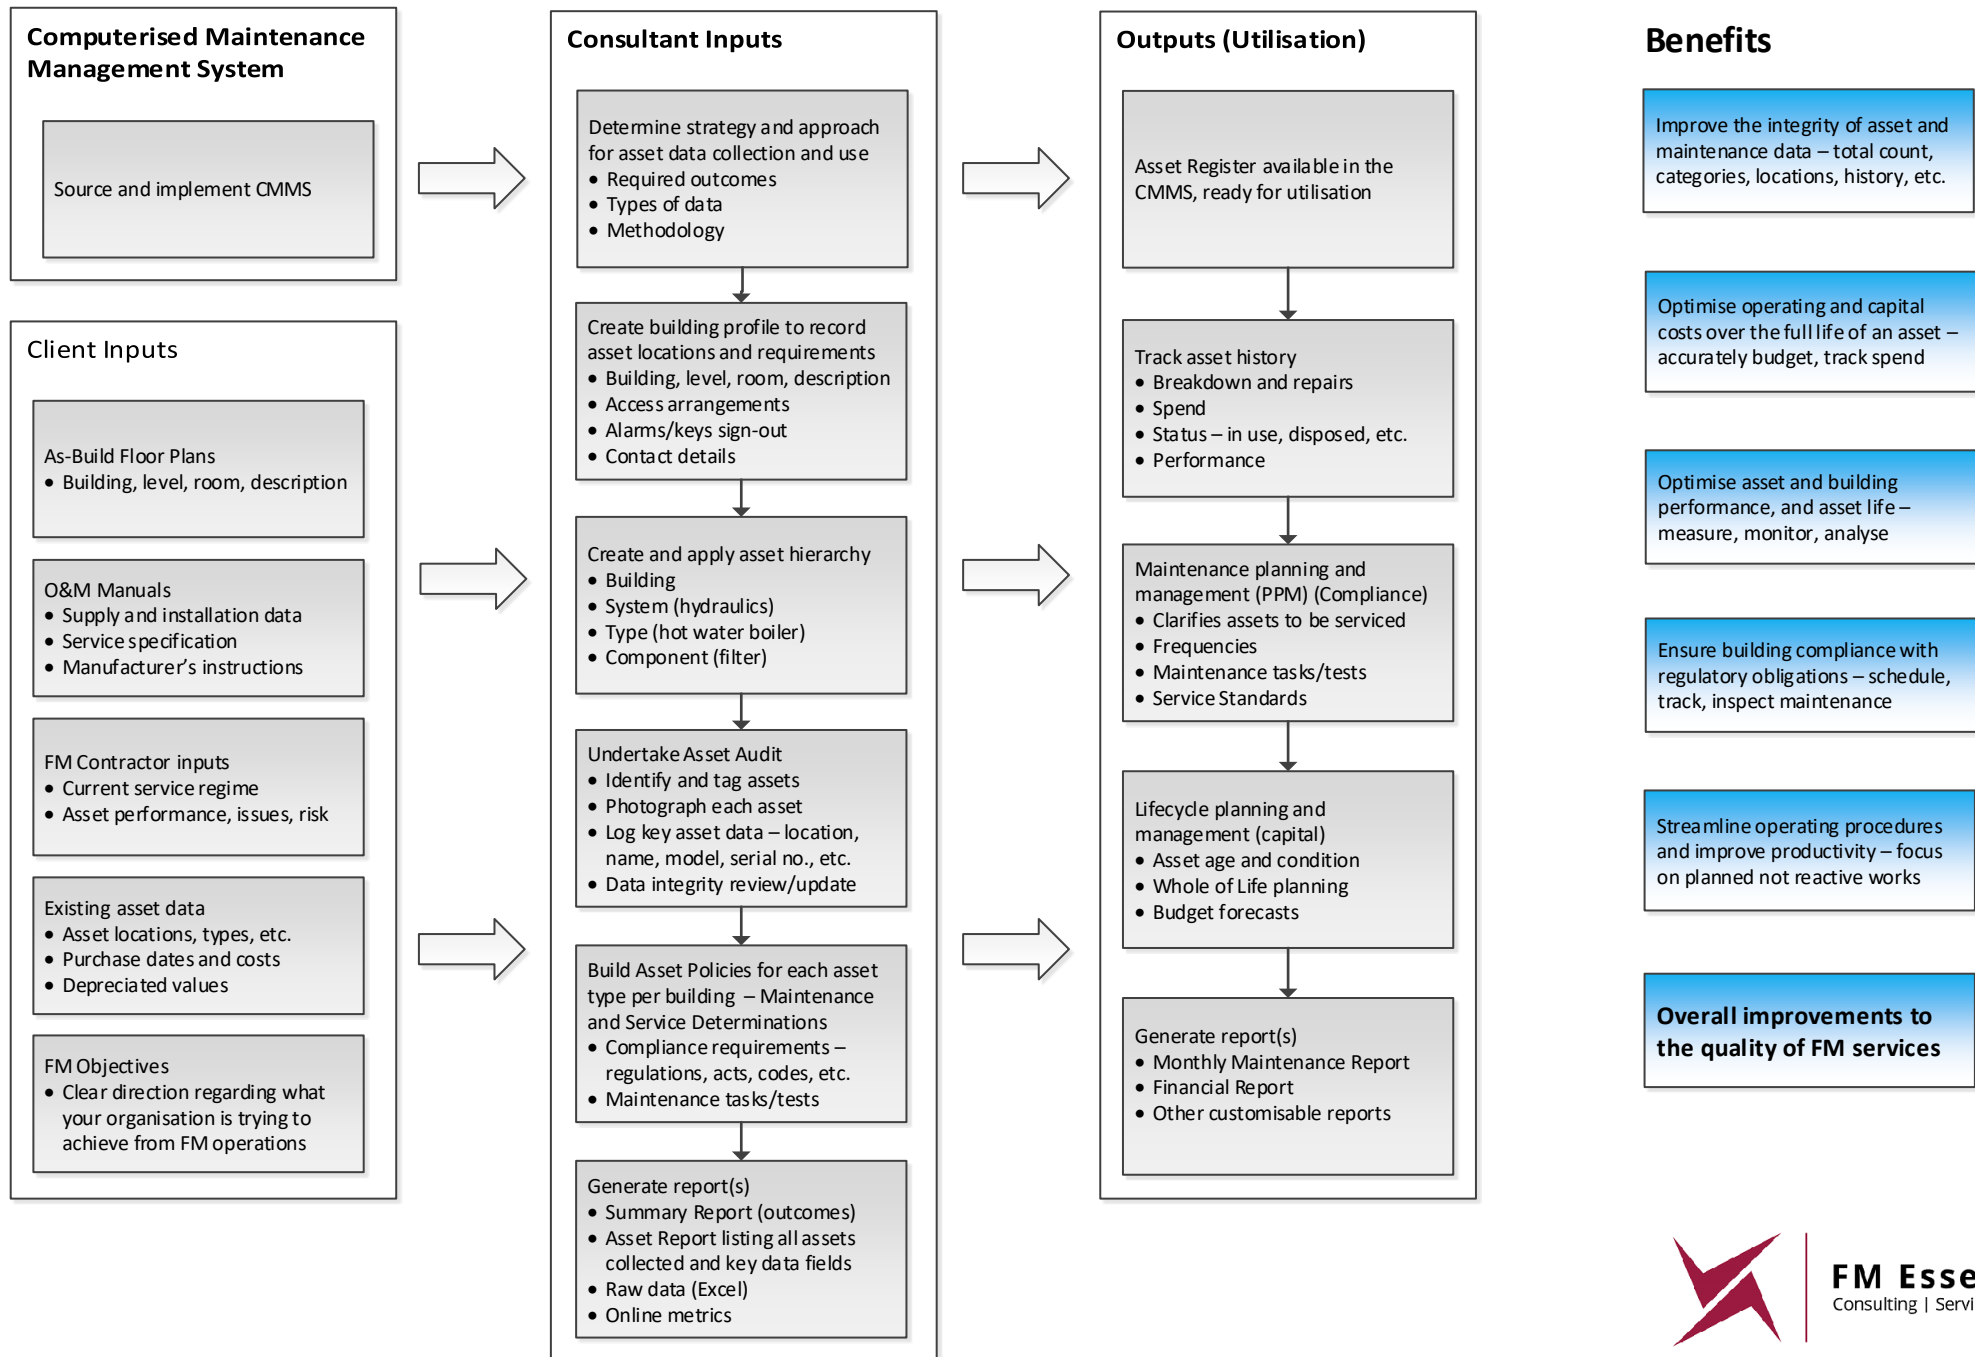 Computerised Maintenance
Management System
Source and implement CMMS
Client Inputs
As-Build Floor Plans
• Building, level, room, description
O&M Manuals
• Supply and installation data
• Service specification
• Manufacturer’s instructions
FM Contractor inputs
• Current service regime
• Asset performance, issues, risk
Existing asset data
• Asset locations, types, etc.
• Purchase dates and costs
• Depreciated values
FM Objectives
• Clear direction regarding what
your organisation is trying to
achieve from FM operations
Consultant Inputs
Determine strategy and approach
for asset data collection and use
• Required outcomes
• Types of data
• Methodology
Create building profile to record
asset locations and requirements
• Building, level, room, description
• Access arrangements
• Alarms/keys sign-out
• Contact details
Create and apply asset hierarchy
• Building
• System (hydraulics)
• Type (hot water boiler)
• Component (filter)
Undertake Asset Audit
• Identify and tag assets
• Photograph each asset
• Log key asset data – location,
name, model, serial no., etc.
• Data integrity review/update
Build Asset Policies for each asset
type per building – Maintenance
and Service Determinations
• Compliance requirements –
regulations, acts, codes, etc.
• Maintenance tasks/tests
Generate report(s)
• Summary Report (outcomes)
• Asset Report listing all assets
collected and key data fields
• Raw data (Excel)
• Online metrics
Outputs (Utilisation)
Asset Register available in the
CMMS, ready for utilisation
Track asset history
• Breakdown and repairs
• Spend
• Status – in use, disposed, etc.
• Performance
Maintenance planning and
management (PPM) (Compliance)
• Clarifies assets to be serviced
• Frequencies
• Maintenance tasks/tests
• Service Standards
Lifecycle planning and
management (capital)
• Asset age and condition
• Whole of Life planning
• Budget forecasts
Generate report(s)
• Monthly Maintenance Report
• Financial Report
• Other customisable reports
Benefits
Improve the integrity of asset and
maintenance data – total count,
categories, locations, history, etc.
Optimise operating and capital
costs over the full life of an asset –
accurately budget, track spend
Optimise asset and building
performance, and asset life –
measure, monitor, analyse
Ensure building compliance with
regulatory obligations – schedule,
track, inspect maintenance
Streamline operating procedures
and improve productivity – focus
on planned not reactive works
Overall improvements to
the quality of FM services
FM Esse
Consulting | Servi